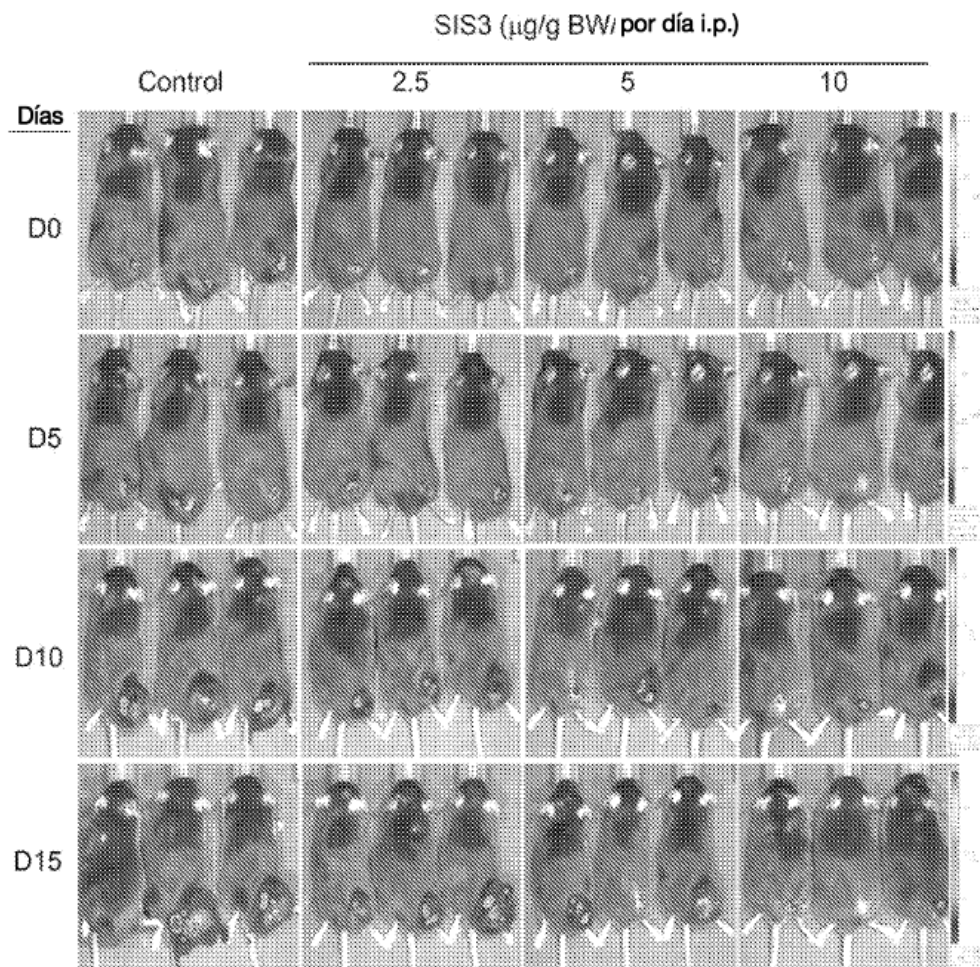 SIS3 (μg/g BW/ por día i.p.)
Control 2.5 5 10
Días
D0
D5
D10
D15